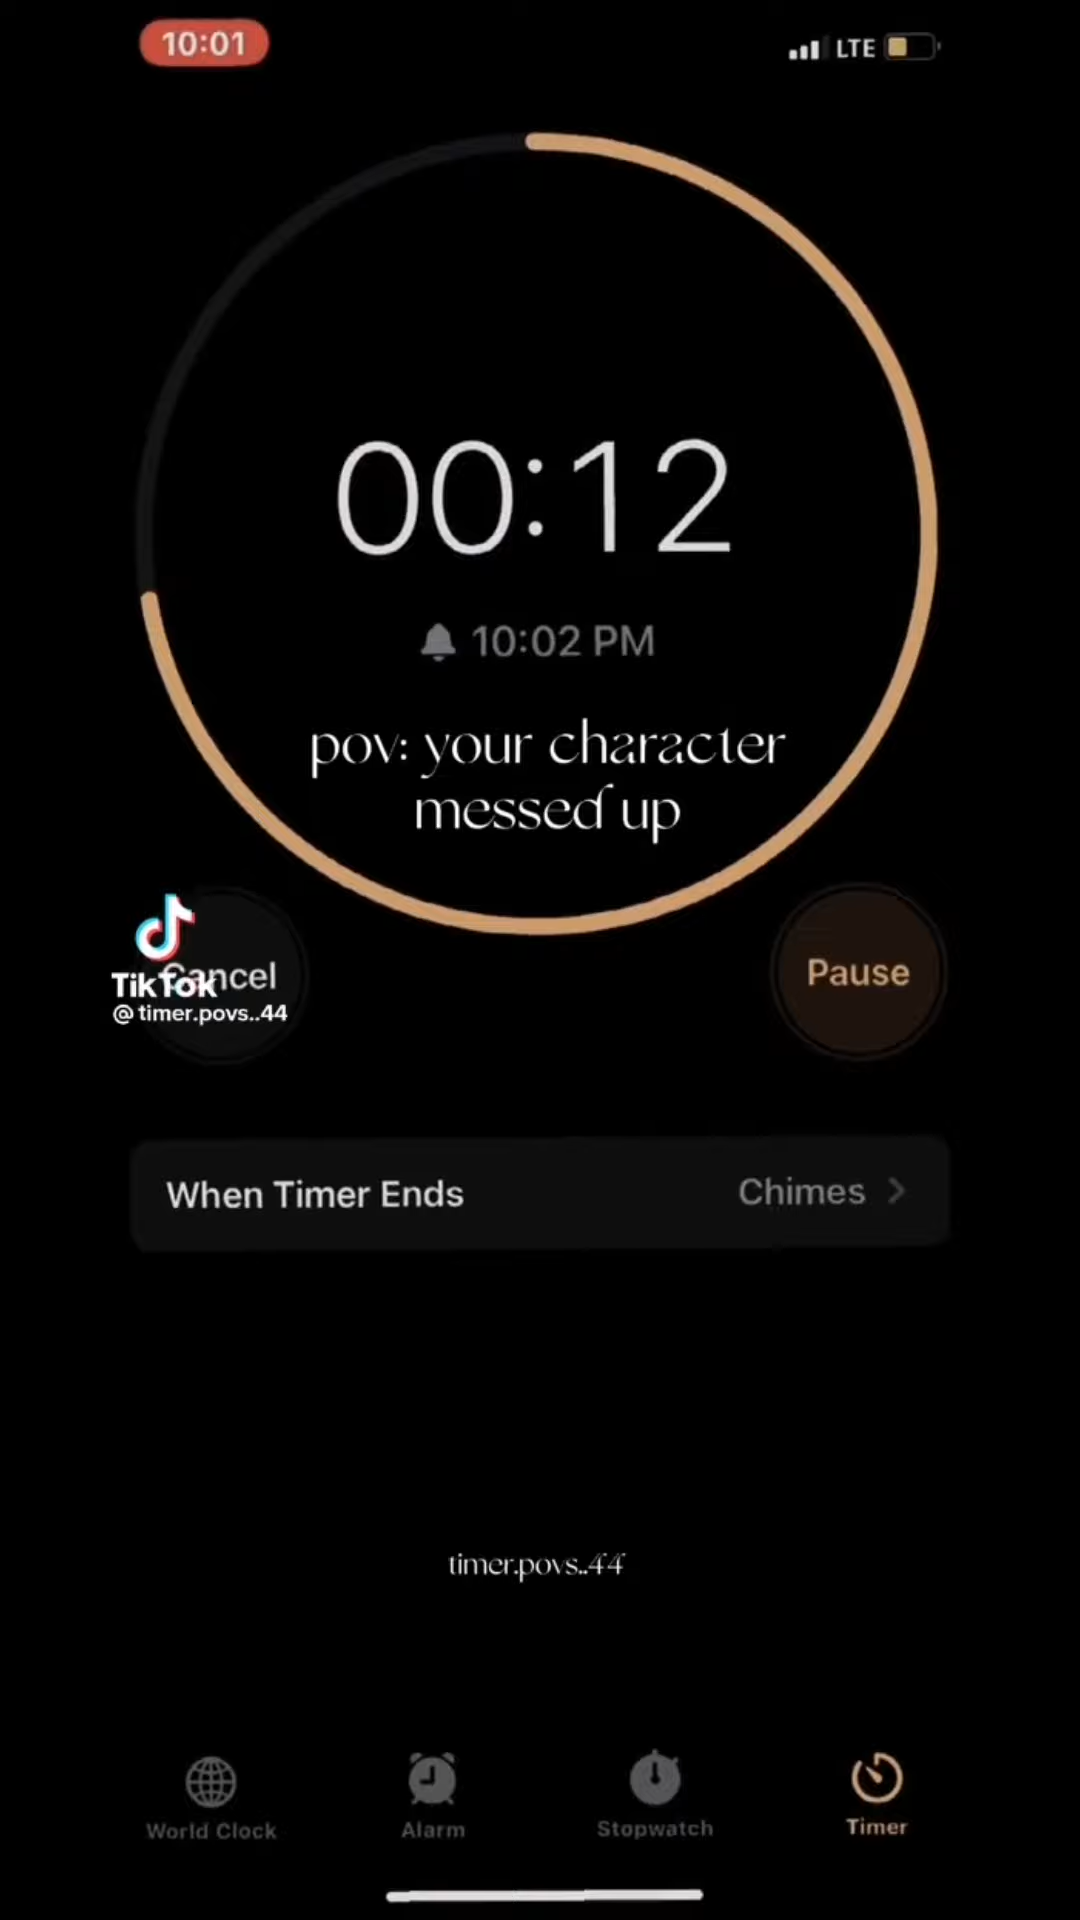 10:01
LTE
00:12
10:02 PM
pov: your character
messed up
Cancel
Pause
TikTok
@timer.povs..44
When Timer Ends
Chimes
timer.povs..44
World Clock
Alarm
Stopwatch
Timer